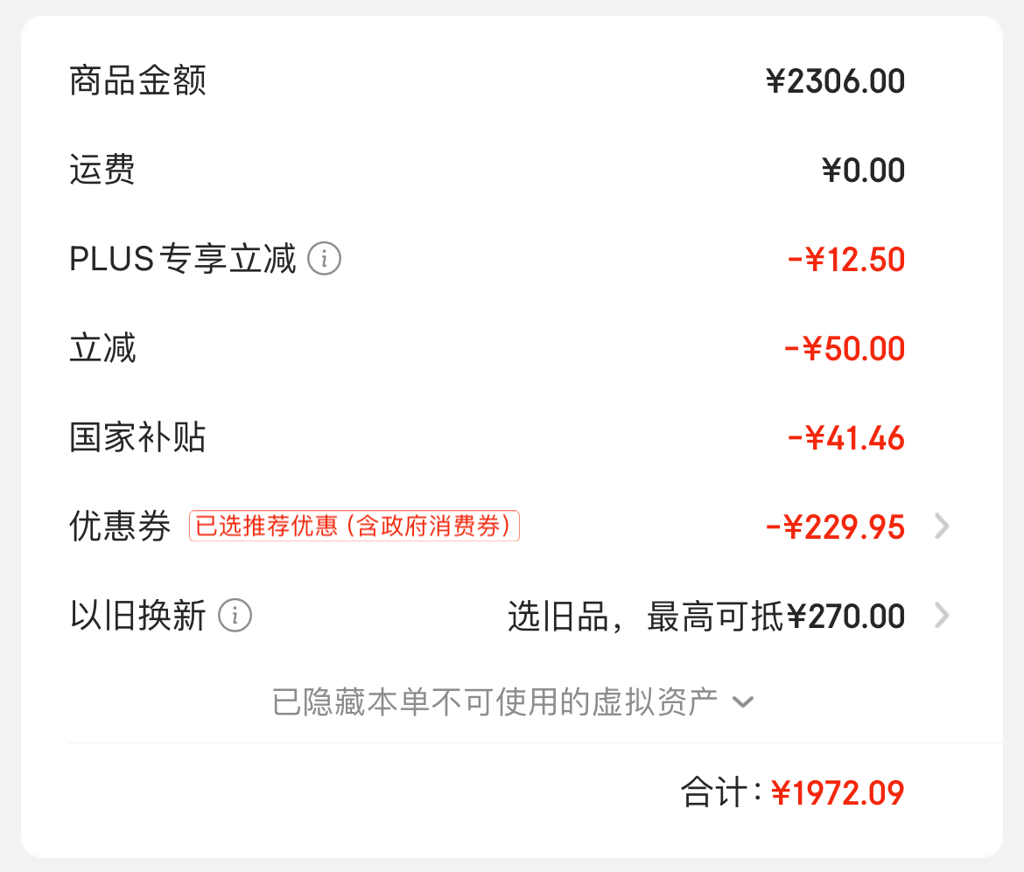 商品金额 ¥2306.00
运费 ¥0.00
PLUS专享立减 -¥12.50
立减 -¥50.00
国家补贴 -¥41.46
优惠券 已选推荐优惠（含政府消费券） -¥229.95
以旧换新 选旧品，最高可抵¥270.00
已隐藏本单不可使用的虚拟资产
合计：¥1972.09